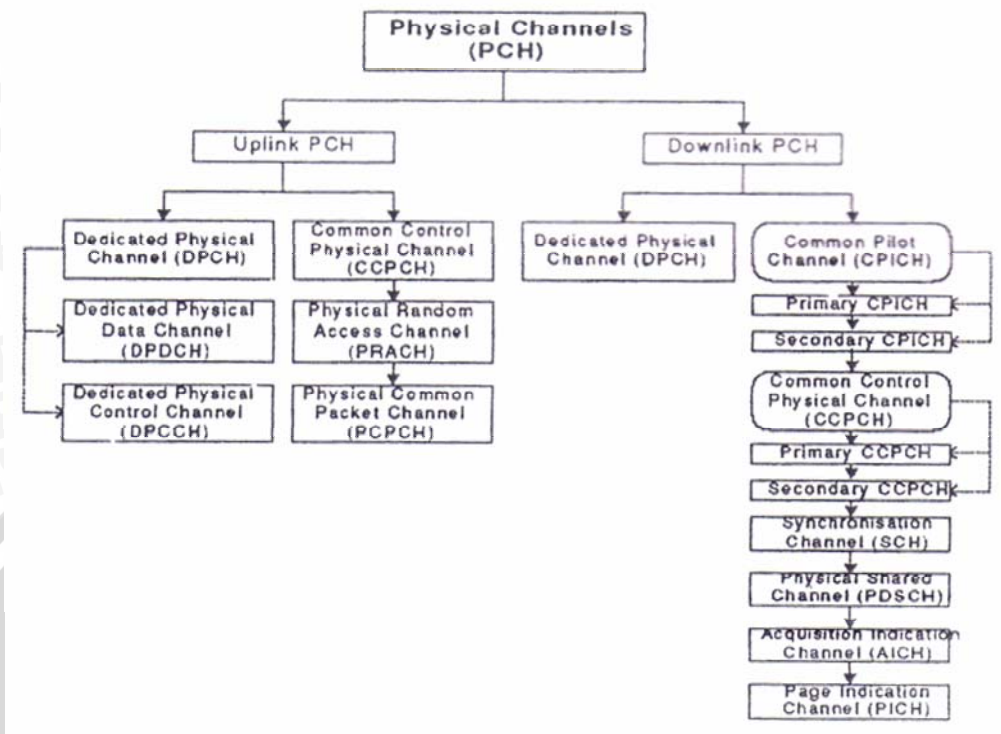 Physical Channels
(PCH)
Uplink PCH
Downlink PCH
Dedicated Physical
Channel (DPCH)
Common Control
Physical Channel
(CCPCH)
Dedicated Physical
Channel (DPCH)
Common Pilot
Channel (CPICH)
Dedicated Physical
Data Channel
(DPDCH)
Physical Random
Access Channel
(PRACH)
Primary CPICH
Secondary CPICH
Dedicated Physical
Control Channel
(DPCCH)
Physical Common
Packet Channel
(PCPCH)
Common Control
Physical Channel
(CCPCH)
Primary CCPCH
Secondary CCPCH
Synchronisation
Channel (SCH)
Physical Shared
Channel (PDSCH)
Acquisition Indication
Channel (AICH)
Page Indication
Channel (PICH)